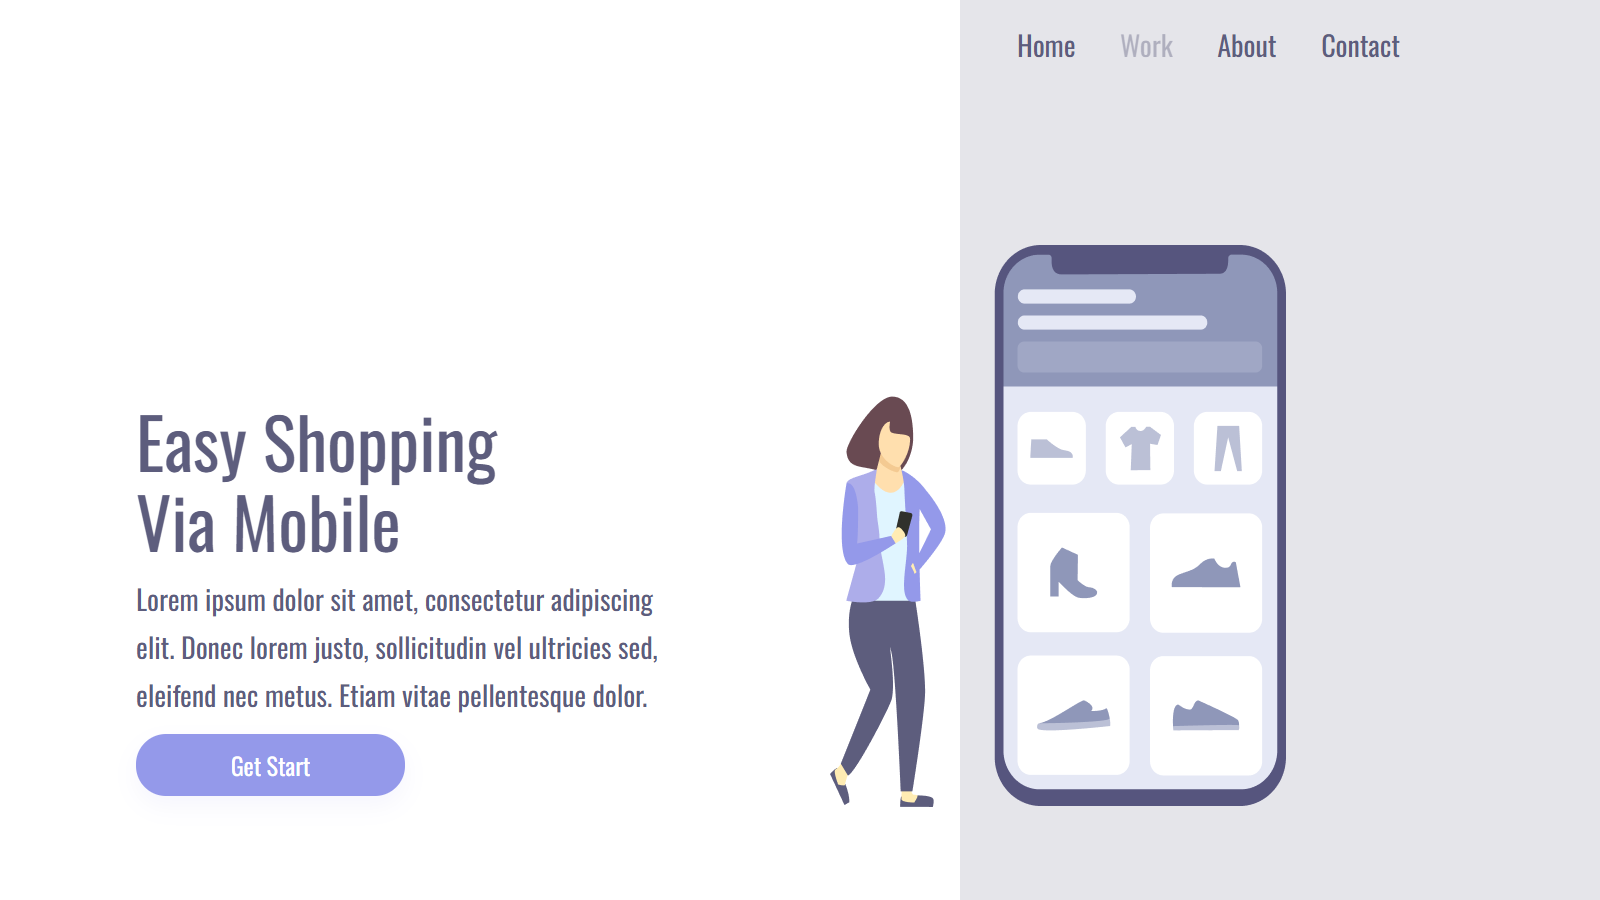 Home Work About Contact
Easy Shopping
Via Mobile
Lorem ipsum dolor sit amet, consectetur adipiscing
elit. Donec lorem justo, sollicitudin vel ultricies sed,
eleifend nec metus. Etiam vitae pellentesque dolor.
Get Start